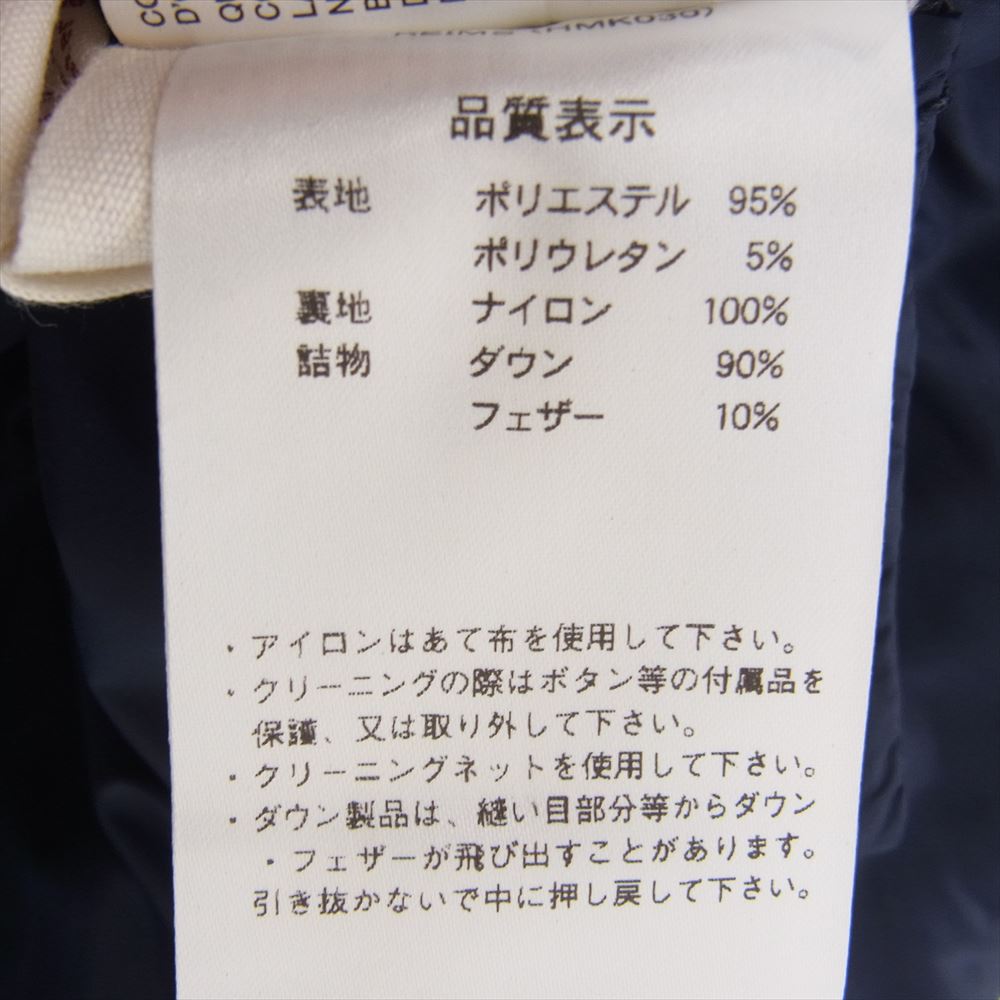 (HMK030)
品質表示
表地 ポリエステル 95%
ポリウレタン 5%
裏地 ナイロン 100%
詰物 ダウン 90%
フェザー 10%
・アイロンはあて布を使用して下さい。
・クリーニングの際はボタン等の付属品を
保護、又は取り外して下さい。
・クリーニングネットを使用して下さい。
・ダウン製品は、縫い目部分等からダウン
・フェザーが飛び出すことがあります。
引き抜かないで中に押し戻して下さい。